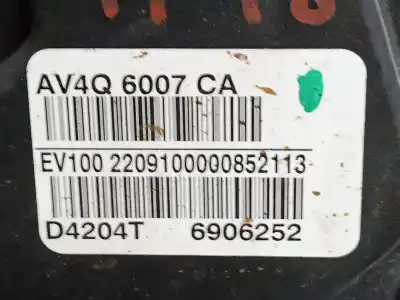 AV4Q 6007 CA
EV100 2209100000852113
D4204T 6906252